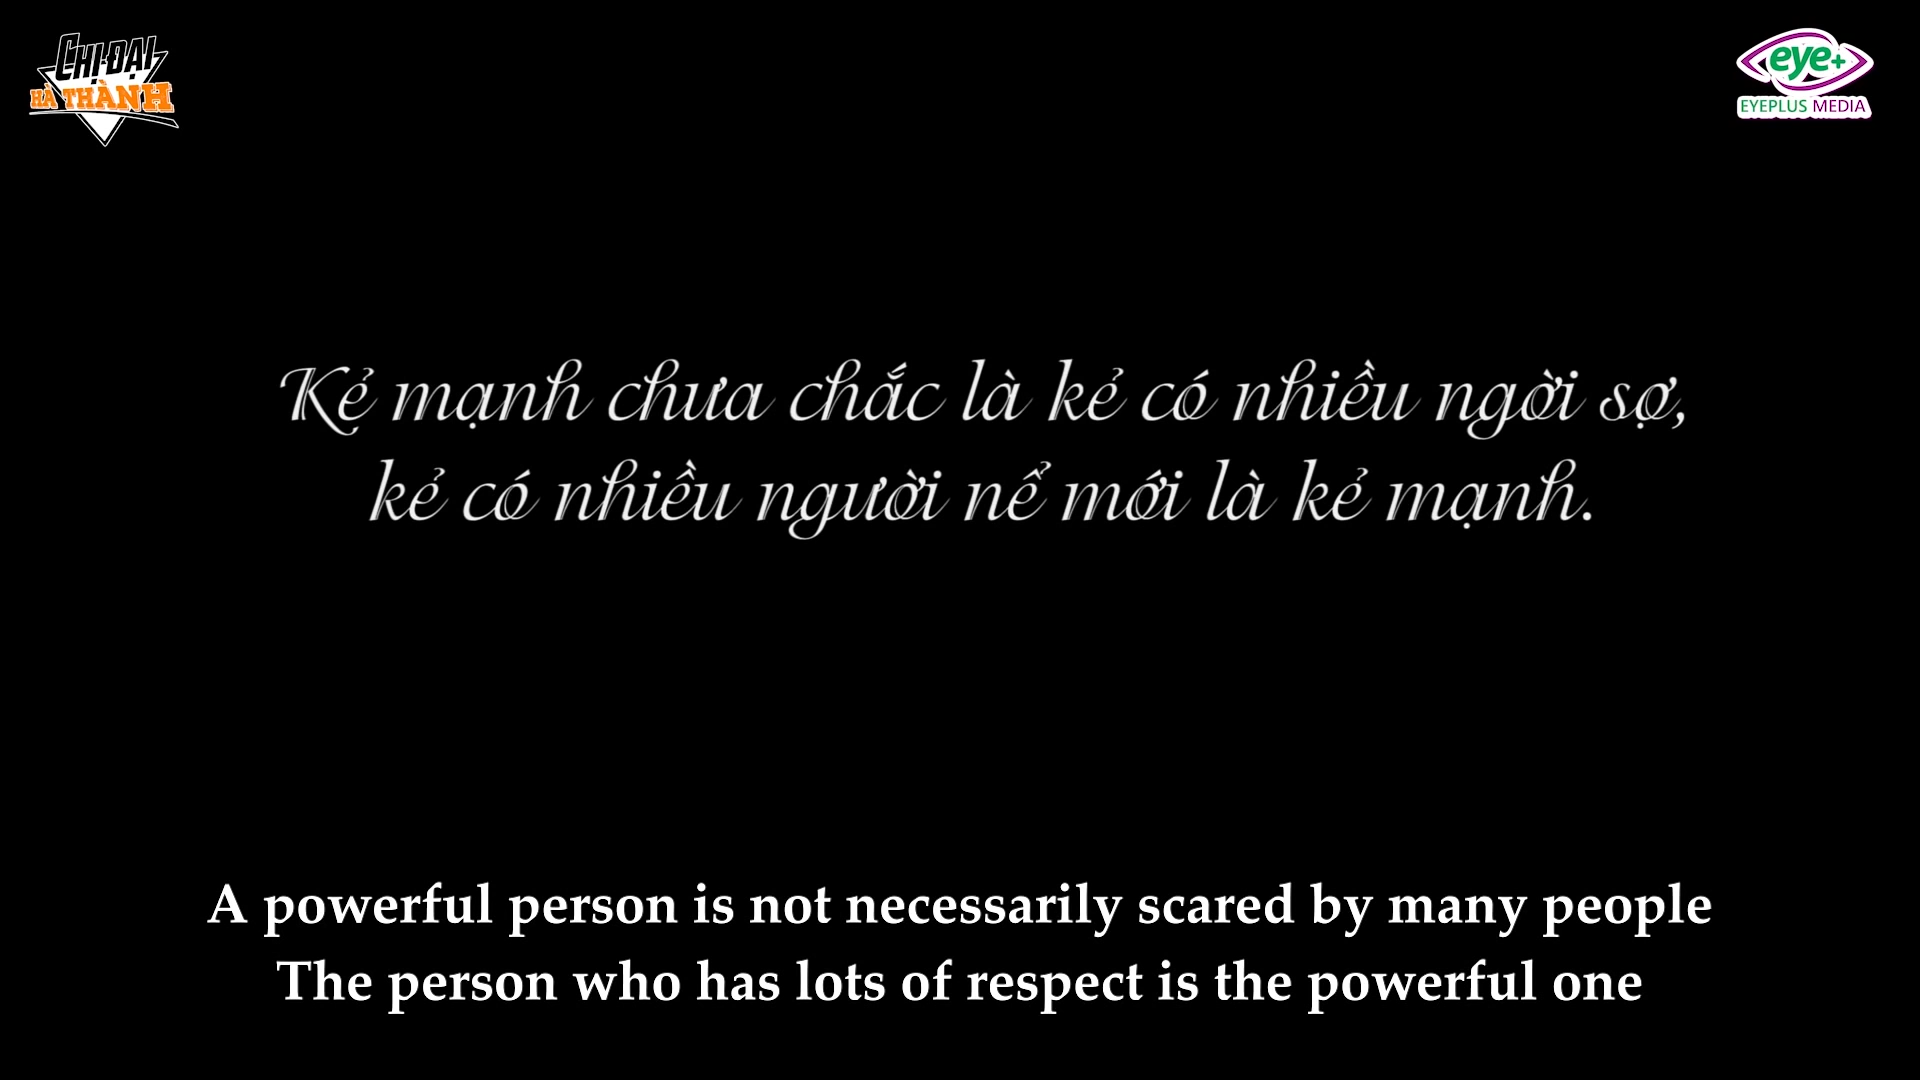 CHỊ ĐẠI
HÀ THÀNH
eye+
EYEPLUS MEDIA
Kẻ mạnh chưa chắc là kẻ có nhiều ngời sợ,
kẻ có nhiều người nể mới là kẻ mạnh.
A powerful person is not necessarily scared by many people
The person who has lots of respect is the powerful one